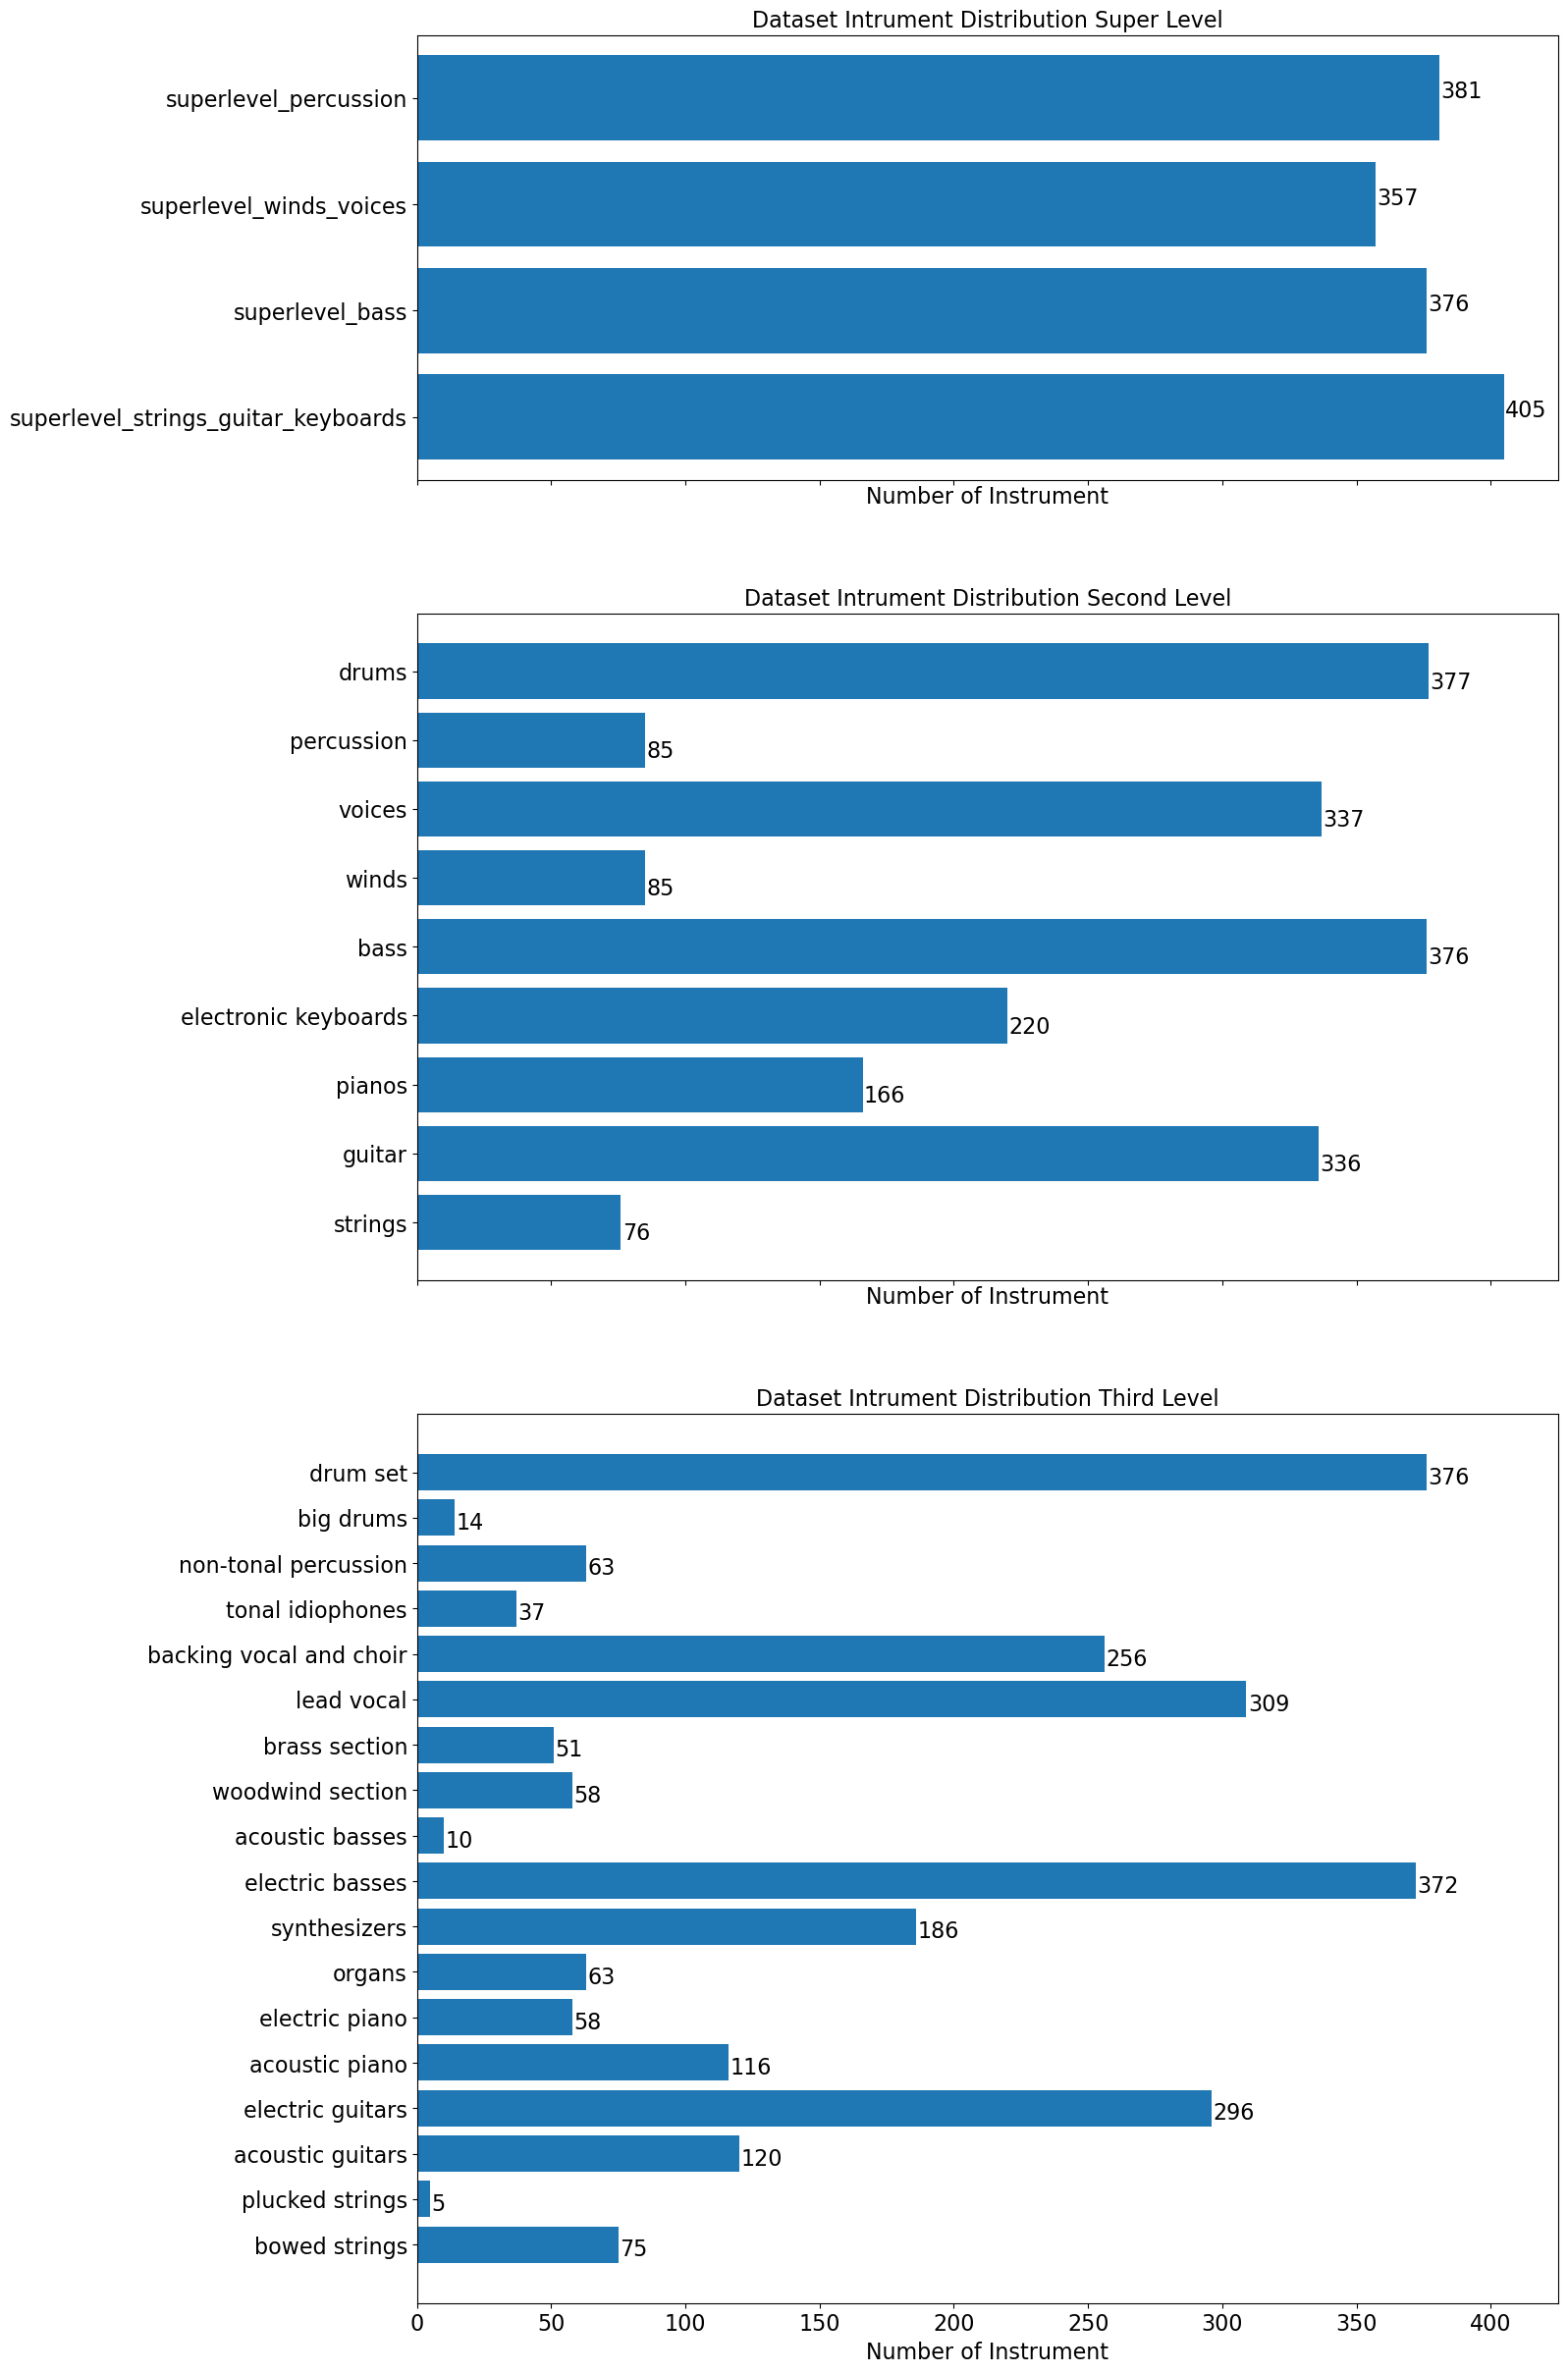 Dataset Intrument Distribution Super Level
superlevel_percussion 381
superlevel_winds_voices 357
superlevel_bass 376
superlevel_strings_guitar_keyboards 405
Number of Instrument
Dataset Intrument Distribution Second Level
drums 377
percussion 85
voices 337
winds 85
bass 376
electronic keyboards 220
pianos 166
guitar 336
strings 76
Number of Instrument
Dataset Intrument Distribution Third Level
drum set 376
big drums 14
non-tonal percussion 63
tonal idiophones 37
backing vocal and choir 256
lead vocal 309
brass section 51
woodwind section 58
acoustic basses 10
electric basses 372
synthesizers 186
organs 63
electric piano 58
acoustic piano 116
electric guitars 296
acoustic guitars 120
plucked strings 5
bowed strings 75
0 50 100 150 200 250 300 350 400
Number of Instrument